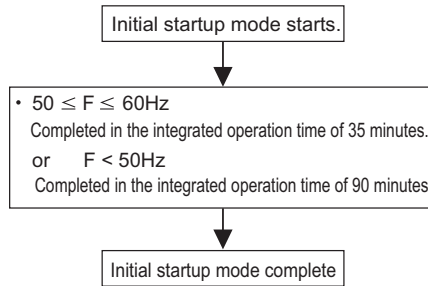 Initial startup mode starts.
• 50 ≤ F ≤ 60Hz
Completed in the integrated operation time of 35 minutes.
or F < 50Hz
Completed in the integrated operation time of 90 minutes
Initial startup mode complete